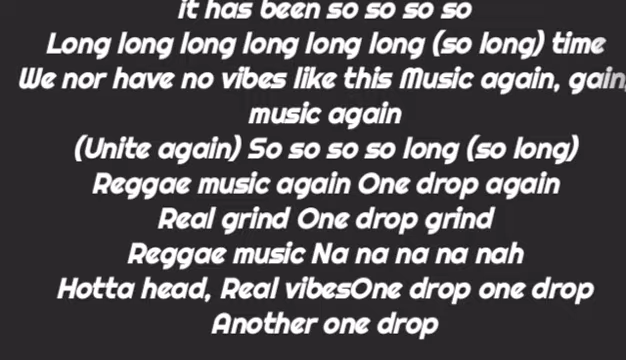 it has been so so so so
Long long long long long long (so long) time
We nor have no vibes like this Music again, gain,
music again
(Unite again) So so so so long (so long)
Reggae music again One drop again
Real grind One drop grind
Reggae music Na na na na nah
Hotta head, Real vibesOne drop one drop
Another one drop